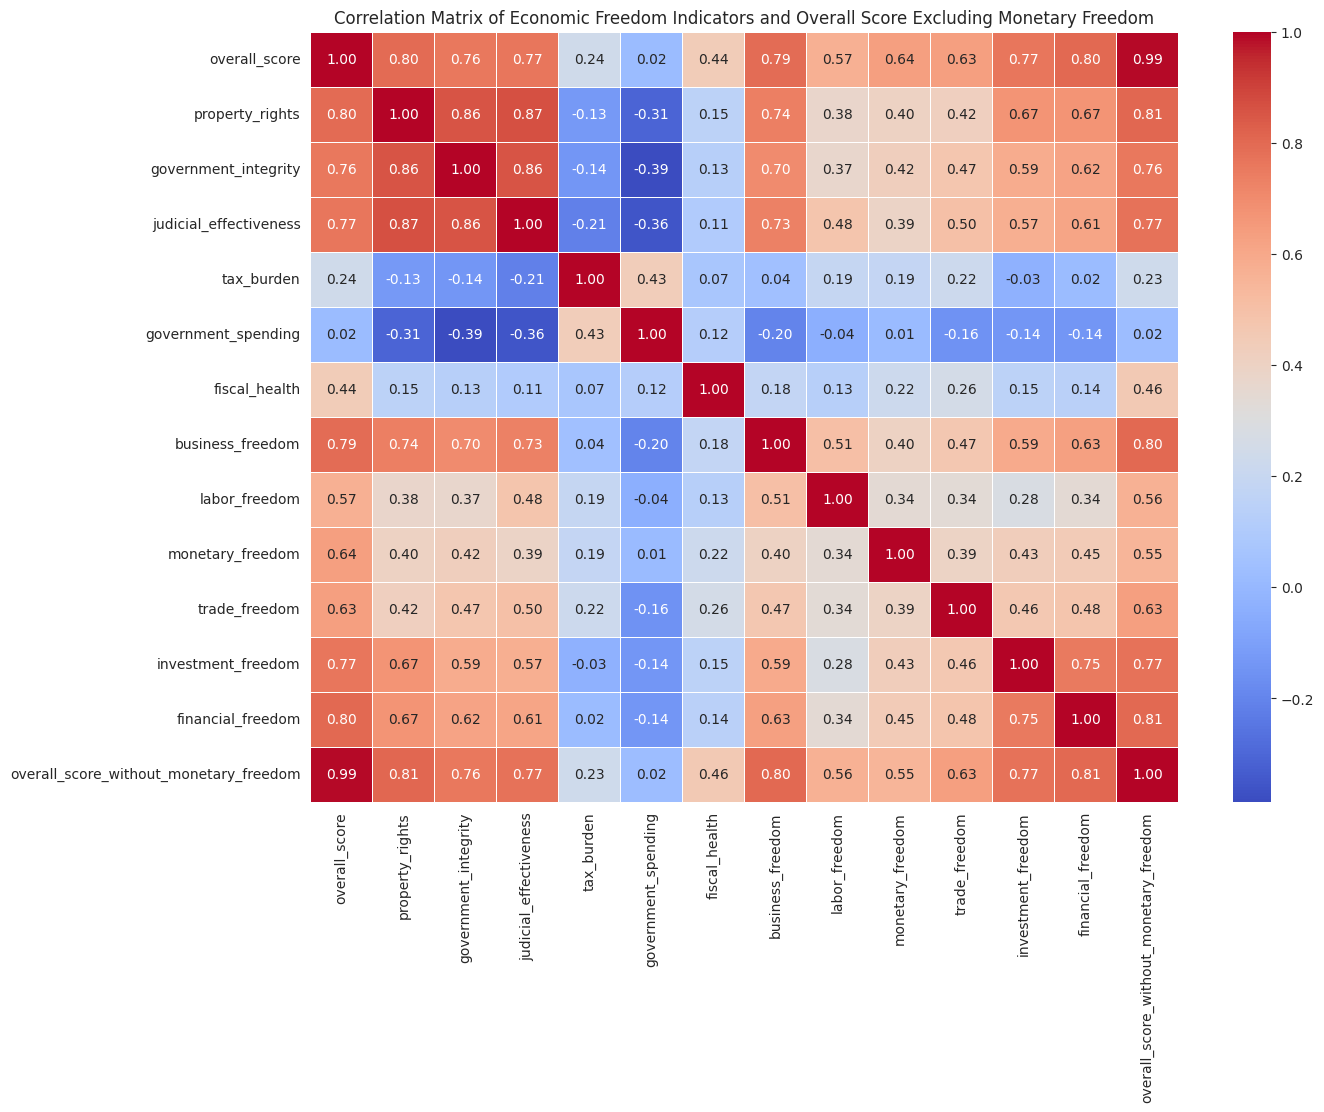 Correlation Matrix of Economic Freedom Indicators and Overall Score Excluding Monetary Freedom
overall_score 1.00 0.80 0.76 0.77 0.24 0.02 0.44 0.79 0.57 0.64 0.63 0.77 0.80 0.99
property_rights 0.80 1.00 0.86 0.87 -0.13 -0.31 0.15 0.74 0.38 0.40 0.42 0.67 0.67 0.81
government_integrity 0.76 0.86 1.00 0.86 -0.14 -0.39 0.13 0.70 0.37 0.42 0.47 0.59 0.62 0.76
judicial_effectiveness 0.77 0.87 0.86 1.00 -0.21 -0.36 0.11 0.73 0.48 0.39 0.50 0.57 0.61 0.77
tax_burden 0.24 -0.13 -0.14 -0.21 1.00 0.43 0.07 0.04 0.19 0.19 0.22 -0.03 0.02 0.23
government_spending 0.02 -0.31 -0.39 -0.36 0.43 1.00 0.12 -0.20 -0.04 0.01 -0.16 -0.14 -0.14 0.02
fiscal_health 0.44 0.15 0.13 0.11 0.07 0.12 1.00 0.18 0.13 0.22 0.26 0.15 0.14 0.46
business_freedom 0.79 0.74 0.70 0.73 0.04 -0.20 0.18 1.00 0.51 0.40 0.47 0.59 0.63 0.80
labor_freedom 0.57 0.38 0.37 0.48 0.19 -0.04 0.13 0.51 1.00 0.34 0.34 0.28 0.34 0.56
monetary_freedom 0.64 0.40 0.42 0.39 0.19 0.01 0.22 0.40 0.34 1.00 0.39 0.43 0.45 0.55
trade_freedom 0.63 0.42 0.47 0.50 0.22 -0.16 0.26 0.47 0.34 0.39 1.00 0.46 0.48 0.63
investment_freedom 0.77 0.67 0.59 0.57 -0.03 -0.14 0.15 0.59 0.28 0.43 0.46 1.00 0.75 0.77
financial_freedom 0.80 0.67 0.62 0.61 0.02 -0.14 0.14 0.63 0.34 0.45 0.48 0.75 1.00 0.81
overall_score_without_monetary_freedom 0.99 0.81 0.76 0.77 0.23 0.02 0.46 0.80 0.56 0.55 0.63 0.77 0.81 1.00
overall_score
property_rights
government_integrity
judicial_effectiveness
tax_burden
government_spending
fiscal_health
business_freedom
labor_freedom
monetary_freedom
trade_freedom
investment_freedom
financial_freedom
overall_score_without_monetary_freedom
1.0
0.8
0.6
0.4
0.2
0.0
−0.2